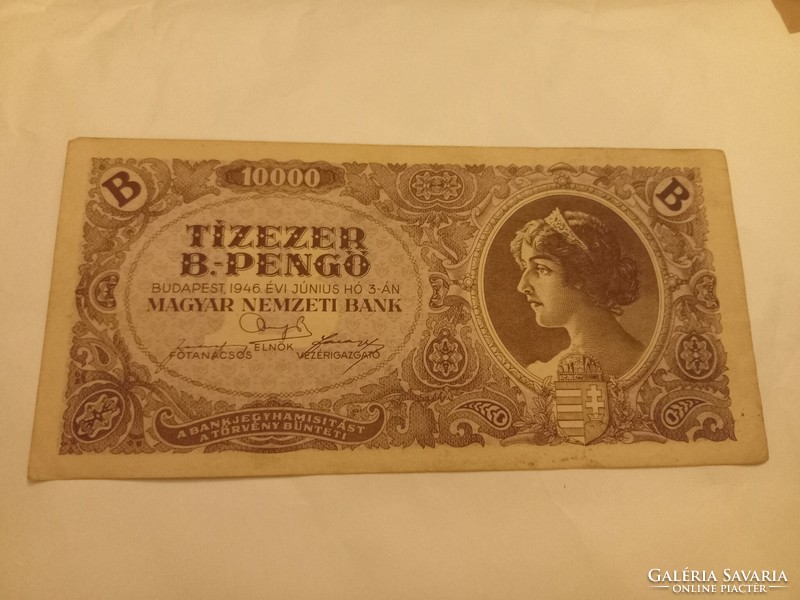 B
10000
B
TÍZEZER
B.-PENGŐ
BUDAPEST, 1946. ÉVI JÚNIUS HÓ 3-ÁN
MAGYAR NEMZETI BANK
FŐTANÁCSOS
ELNÖK
VEZÉRIGAZGATÓ
A BANKJEGYHAMISÍTÁST
A TÖRVÉNY BÜNTETI
GALÉRIA SAVARIA
ONLINE PIACTÉR